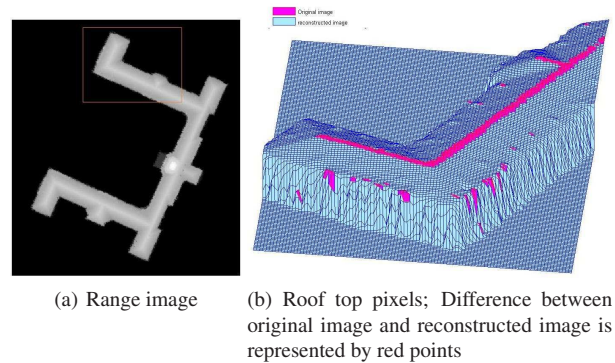 Original image
reconstructed image
(a) Range image
(b) Roof top pixels; Difference between
original image and reconstructed image is
represented by red points